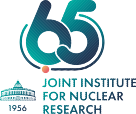 65
JOINT INSTITUTE
FOR NUCLEAR
1956 RESEARCH